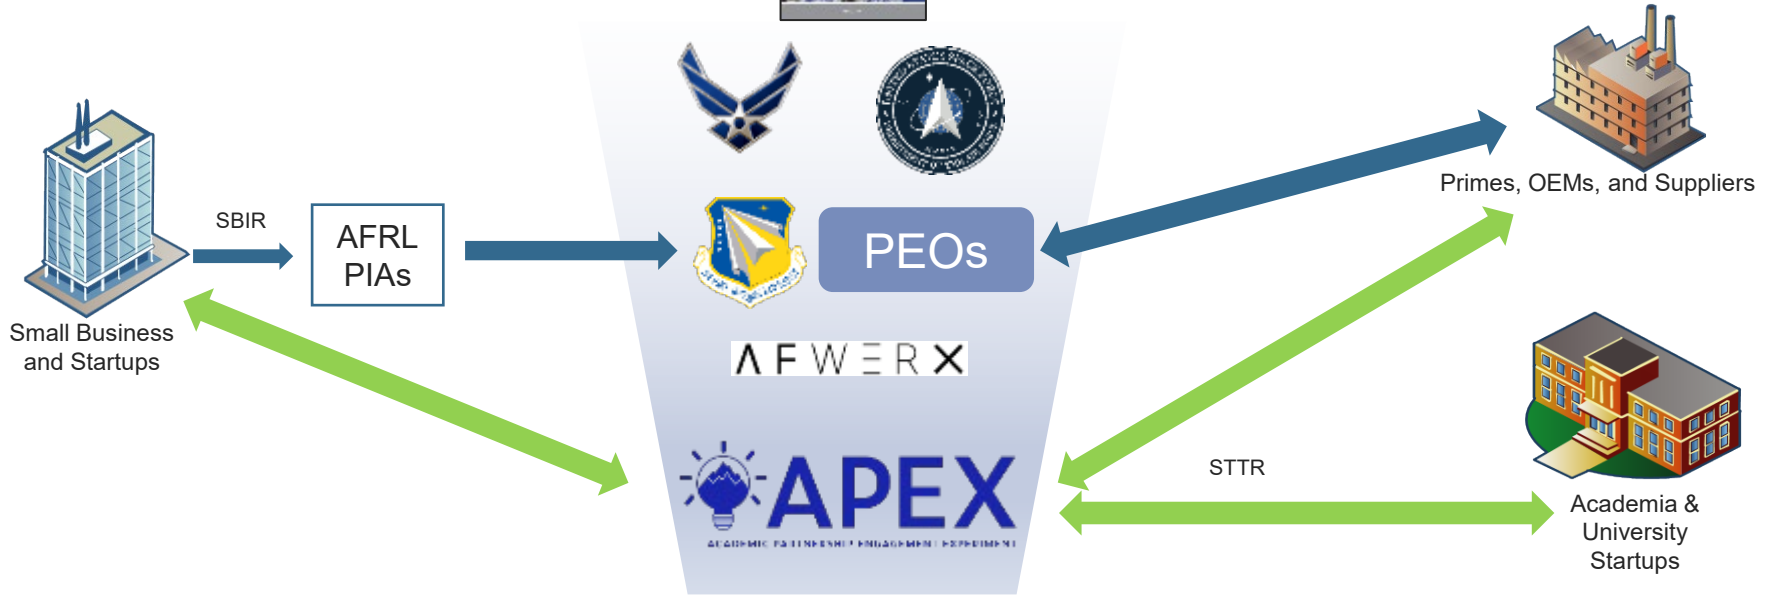 SBIR
AFRL
PIAs
Small Business
and Startups
PEOs
AFWERX
APEX
ACADEMIC PARTNERSHIP ENGAGEMENT EXPERIMENT
Primes, OEMs, and Suppliers
STTR
Academia &
University
Startups